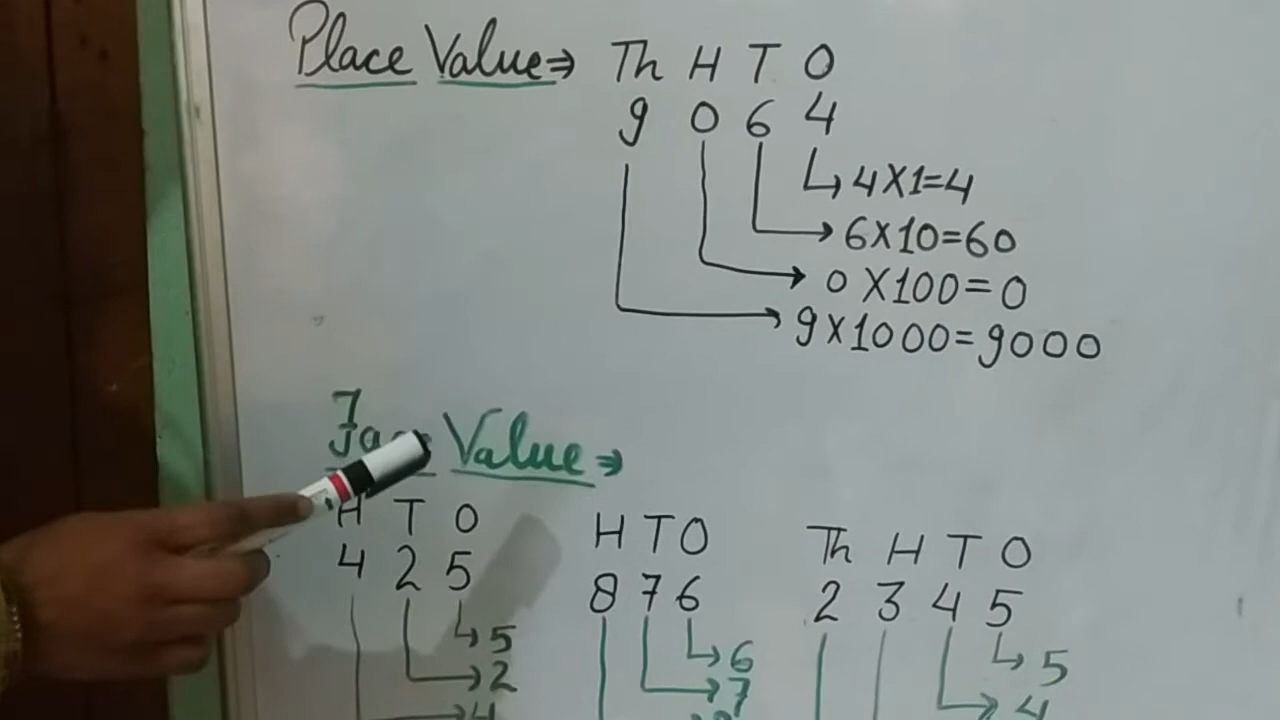 Place Value ⇒ Th H T O
9 0 6 4
↳ 4X1=4
→ 6X10=60
→ 0X100=0
→ 9X1000=9000
Value ⇒
H T O
4 2 5
↳ 5
→ 2
→ 4
H T O
8 7 6
↳ 6
→ 7
Th H T O
2 3 4 5
↳ 5
→ 4